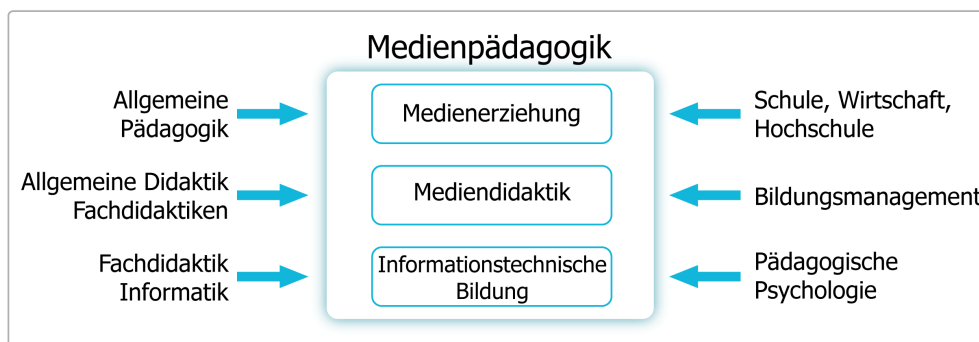 Medienpädagogik
Allgemeine
Pädagogik
Medienerziehung
Schule, Wirtschaft,
Hochschule
Allgemeine Didaktik
Fachdidaktiken
Mediendidaktik
Bildungsmanagement
Fachdidaktik
Informatik
Informationstechnische
Bildung
Pädagogische
Psychologie